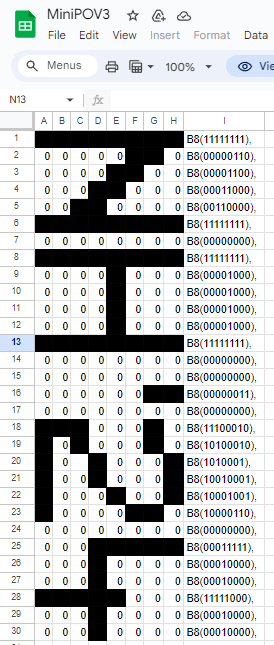 MiniPOV3
File Edit View Insert Format Data
Menus 100% Vie
N13 fx
A B C D E F G H I
1 B8(11111111),
2 0 0 0 0 0 0 B8(00000110),
3 0 0 0 0 0 0 B8(00001100),
4 0 0 0 0 0 0 B8(00011000),
5 0 0 0 0 0 0 B8(00110000),
6 B8(11111111),
7 0 0 0 0 0 0 0 0 B8(00000000),
8 B8(11111111),
9 0 0 0 0 0 0 0 B8(00001000),
10 0 0 0 0 0 0 0 B8(00001000),
11 0 0 0 0 0 0 0 B8(00001000),
12 0 0 0 0 0 0 0 B8(00001000),
13 B8(11111111),
14 0 0 0 0 0 0 0 0 B8(00000000),
15 0 0 0 0 0 0 0 0 B8(00000000),
16 0 0 0 0 0 0 B8(00000011),
17 0 0 0 0 0 0 0 0 B8(00000000),
18 0 0 0 0 B8(11100010),
19 0 0 0 0 0 B8(10100010),
20 0 0 0 0 0 B8(1010001),
21 0 0 0 0 0 B8(10010001),
22 0 0 0 0 0 B8(10001001),
23 0 0 0 0 0 B8(10000110),
24 0 0 0 0 0 0 0 0 B8(00000000),
25 0 0 0 B8(00011111),
26 0 0 0 0 0 0 0 B8(00010000),
27 0 0 0 0 0 0 0 B8(00010000),
28 0 0 0 B8(11111000),
29 0 0 0 0 0 0 0 B8(00010000),
30 0 0 0 0 0 0 0 B8(00010000),